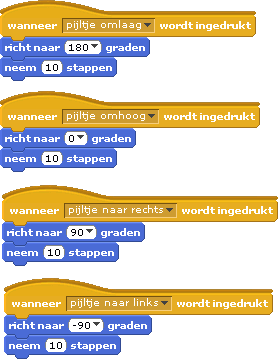 wanneer pijltje omlaag wordt ingedrukt
richt naar 180 graden
neem 10 stappen
wanneer pijltje omhoog wordt ingedrukt
richt naar 0 graden
neem 10 stappen
wanneer pijltje naar rechts wordt ingedrukt
richt naar 90 graden
neem 10 stappen
wanneer pijltje naar links wordt ingedrukt
richt naar -90 graden
neem 10 stappen